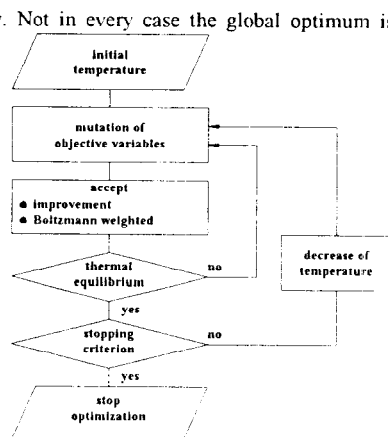 . Not in every case the global optimum is
initial
temperature
mutation of
objective variables
accept
● improvement
● Boltzmann weighted
thermal
equilibrium
no
yes
decrease of
temperature
stopping
criterion
no
yes
stop
optimization